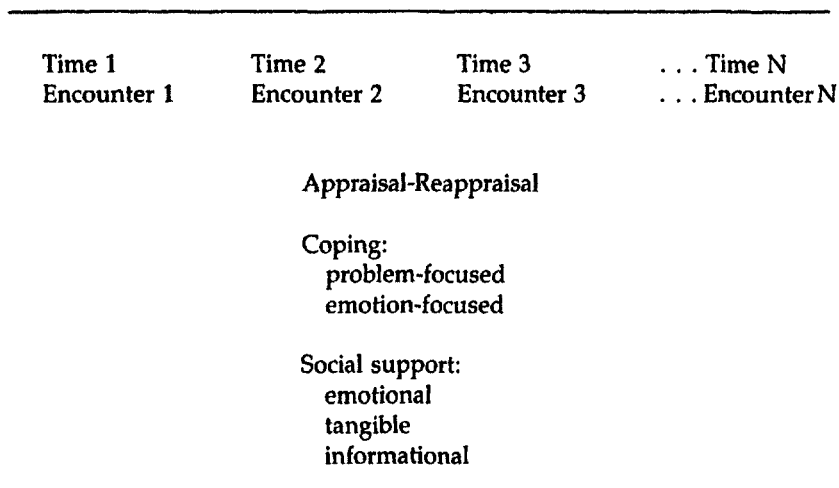 Time 1 Time 2 Time 3 . . . Time N
Encounter 1 Encounter 2 Encounter 3 . . . Encounter N
Appraisal-Reappraisal
Coping:
problem-focused
emotion-focused
Social support:
emotional
tangible
informational